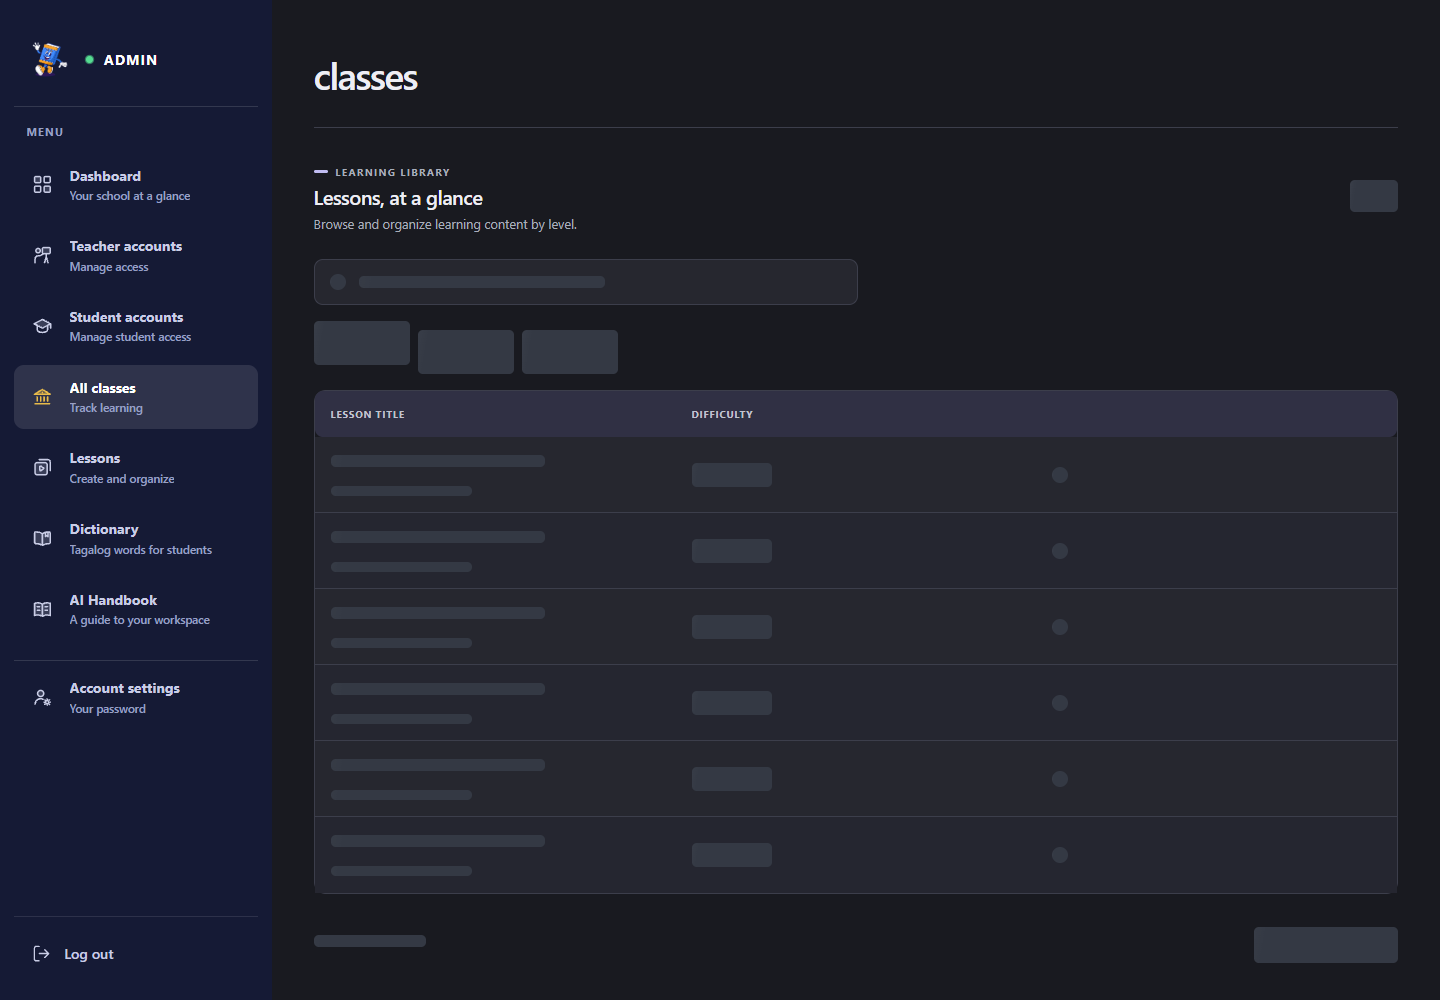 ADMIN
MENU
Dashboard
Your school at a glance
Teacher accounts
Manage access
Student accounts
Manage student access
All classes
Track learning
Lessons
Create and organize
Dictionary
Tagalog words for students
AI Handbook
A guide to your workspace
Account settings
Your password
Log out
classes
LEARNING LIBRARY
Lessons, at a glance
Browse and organize learning content by level.
LESSON TITLE
DIFFICULTY